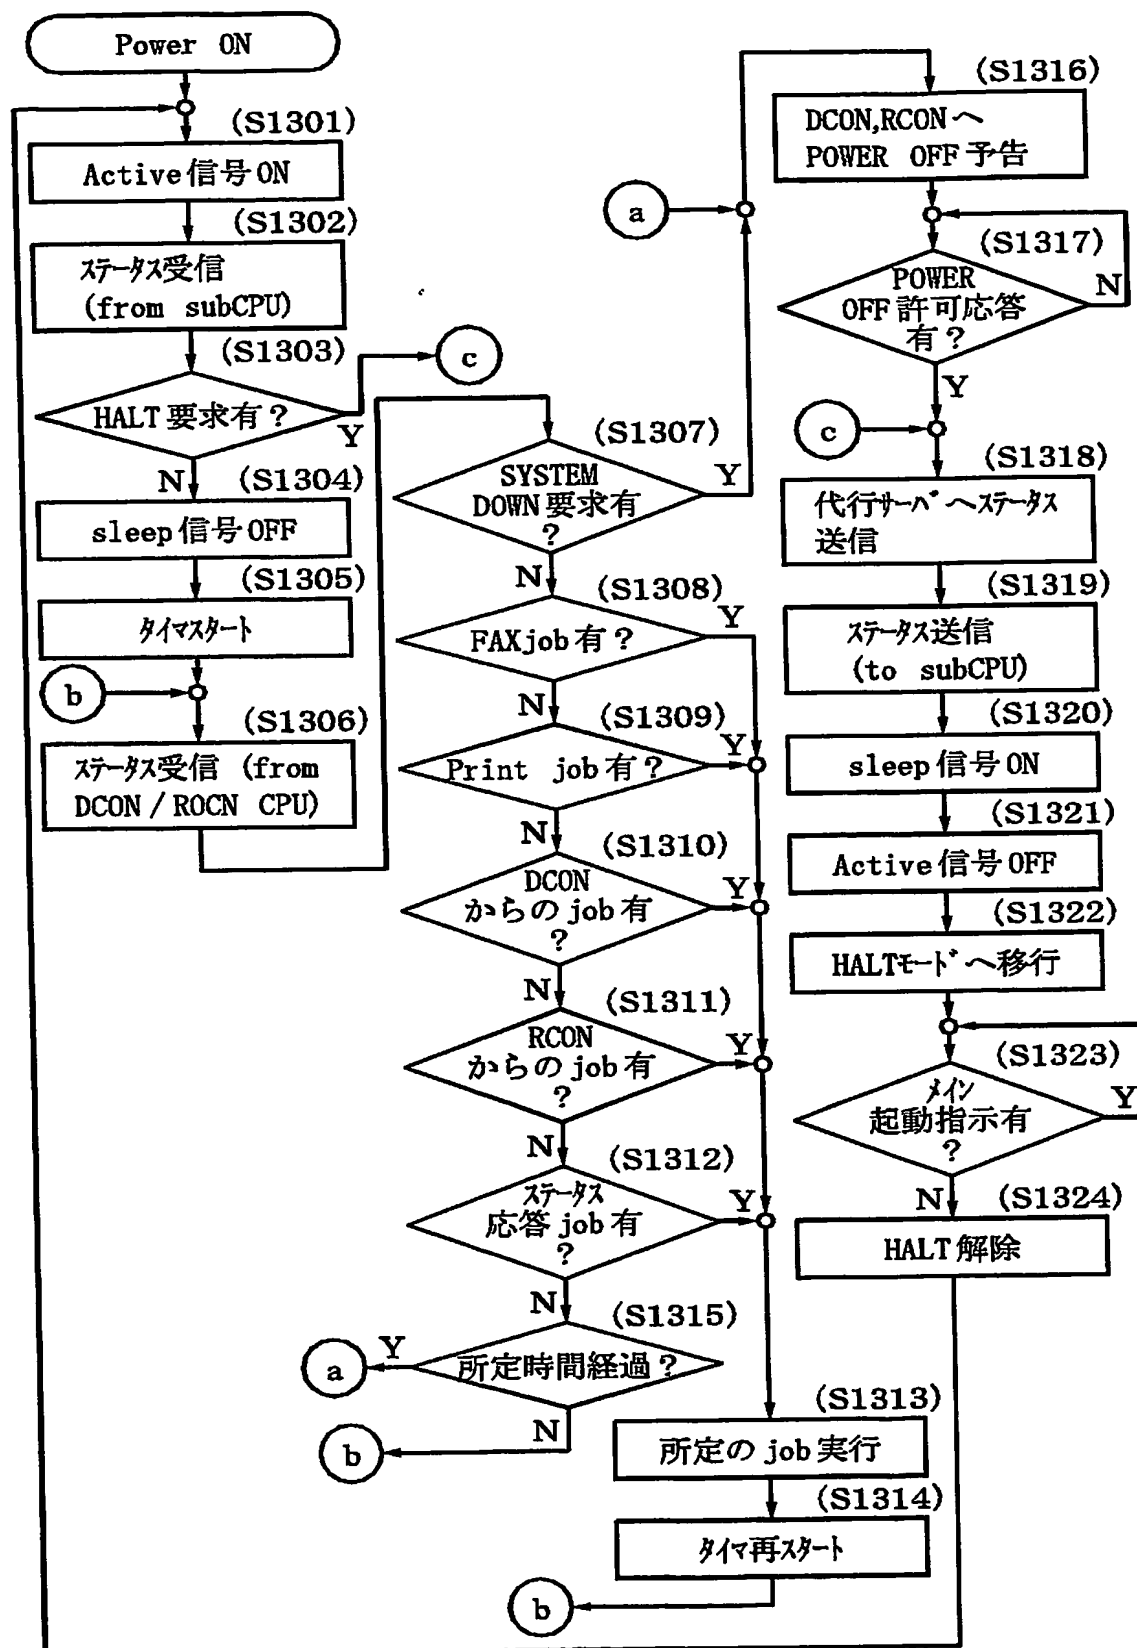 Power ON
(S1301)
Active信号ON
(S1302)
ステータス受信
(from subCPU)
(S1303)
HALT要求有?
Y
c
N
(S1304)
sleep信号OFF
(S1305)
タイマスタート
b
(S1306)
ステータス受信 (from
DCON / ROCN CPU)
(S1307)
SYSTEM
DOWN要求有
?
Y
N
(S1308)
FAXjob有?
Y
N
(S1309)
Print job有?
Y
N
(S1310)
DCON
からのjob有
?
Y
N
(S1311)
RCON
からのjob有
?
Y
N
(S1312)
ステータス
応答job有
?
Y
N
(S1315)
所定時間経過?
Y
a
N
b
(S1313)
所定のjob実行
(S1314)
タイマ再スタート
b
a
(S1316)
DCON,RCONへ
POWER OFF予告
(S1317)
POWER
OFF許可応答
有?
N
Y
c
(S1318)
代行サーバへステータス
送信
(S1319)
ステータス送信
(to subCPU)
(S1320)
sleep信号ON
(S1321)
Active信号OFF
(S1322)
HALTモードへ移行
(S1323)
メイン
起動指示有
?
Y
N
(S1324)
HALT解除